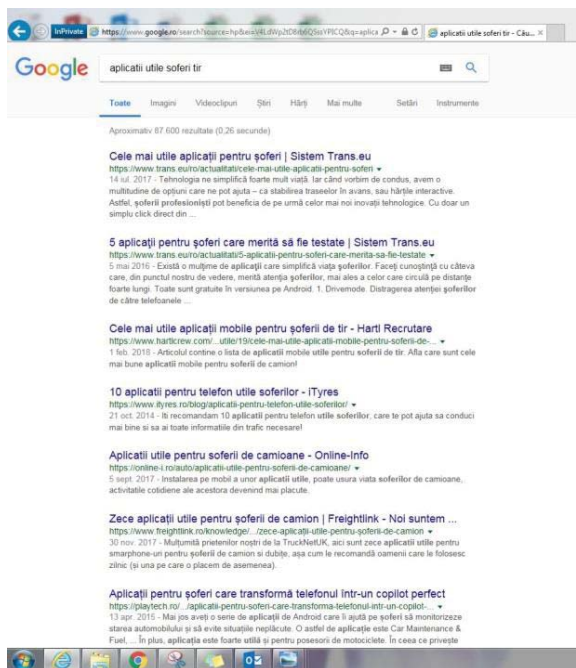 InPrivate https://www.google.ro/search?source=hp&ei=
aplicatii utile soferi tir - Cău... ×
Google aplicatii utile soferi tir
Toate Imagini Videoclipuri Știri Hărți Mai multe Setări Instrumente
Aproximativ 87.600 rezultate (0,26 secunde)
Cele mai utile aplicații pentru șoferi | Sistem Trans.eu
https://www.trans.eu/ro/actualitati/cele-mai-utile-aplicatii-pentru-soferi
14 iul. 2017 - Tehnologia ne simplifică foarte mult viață. Iar când vorbim de condus, avem o
multitudine de opțiuni care ne pot ajuta – ca stabilirea traseelor în avans, sau hărțile interactive.
Astfel, șoferii profesioniști pot beneficia de pe urmă celor mai noi inovații tehnologice. Cu doar un
simplu click direct din ...
5 aplicații pentru șoferi care merită să fie testate | Sistem Trans.eu
https://www.trans.eu/ro/actualitati/5-aplicatii-pentru-soferi-care-merita-sa-fie-testate
5 mai 2016 - Există o mulțime de aplicații care simplifică viața șoferilor. Faceți cunoștință cu câteva
care, din punctul nostru de vedere, merită atenția șoferilor, mai ales a celor care circulă pe distanțe
foarte lungi. Toate sunt gratuite în versiunea pe Android. 1. Drivemode. Distragerea atenției șoferilor
de către telefoanele ...
Cele mai utile aplicații mobile pentru șoferii de tir - Hartl Recrutare
https://www.hartlcrew.com/...utile/19/cele-mai-utile-aplicatii-mobile-pentru-soferii-de-...
1 feb. 2018 - Articolul contine o lista de aplicatii mobile utile pentru soferii de tir. Afla care sunt cele
mai bune aplicatii mobile pentru soferii de camion!
10 aplicatii pentru telefon utile soferilor - iTyres
https://www.ityres.ro/blog/aplicatii-pentru-telefon-utile-soferilor/
21 oct. 2014 - Iti recomandam 10 aplicatii pentru telefon utile soferilor, care te pot ajuta sa conduci
mai bine si sa ai toate informatiile din trafic necesare!
Aplicatii utile pentru soferii de camioane - Online-Info
https://online-i.ro/auto/aplicatii-utile-pentru-soferii-de-camioane/
5 sept. 2017 - Instalarea pe mobil a unor aplicatii utile, poate usura viata soferilor de camioane,
activitatile cotidiene ale acestora devenind mai placute.
Zece aplicații utile pentru șoferii de camion | Freightlink - Noi suntem ...
https://www.freightlink.ro/knowledge/.../zece-aplicații-utile-pentru-șoferii-de-camion
30 nov. 2017 - Mulțumită prietenilor noștri de la TruckNetUK, aici sunt zece aplicatii utile pentru
smarphone-uri pentru șoferii de camion si dubițe, așa cum le recomandă oamenii care le folosesc
zilnic (si una pe care o placem de asemenea).
Aplicații pentru șoferi care transformă telefonul într-un copilot perfect
https://playtech.ro/.../aplicatii-pentru-soferi-care-transforma-telefonul-intr-un-copilot-...
13 apr. 2015 - Mai jos aveți o serie de aplicații de Android care îi ajută pe șoferi să monitorizeze
starea automobilului și să evite situațiile neplăcute. O astfel de aplicație este Car Maintenance &
Fuel, ... În plus, aplicația este foarte utilă și pentru posesorii de motociclete. În ceea ce privește